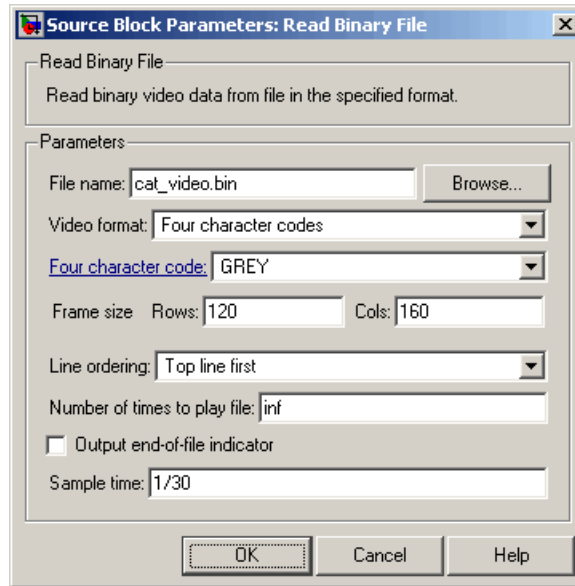 Source Block Parameters: Read Binary File
Read Binary File
Read binary video data from file in the specified format.
Parameters
File name: cat_video.bin Browse...
Video format: Four character codes
Four character code: GREY
Frame size Rows: 120 Cols: 160
Line ordering: Top line first
Number of times to play file: inf
Output end-of-file indicator
Sample time: 1/30
OK Cancel Help